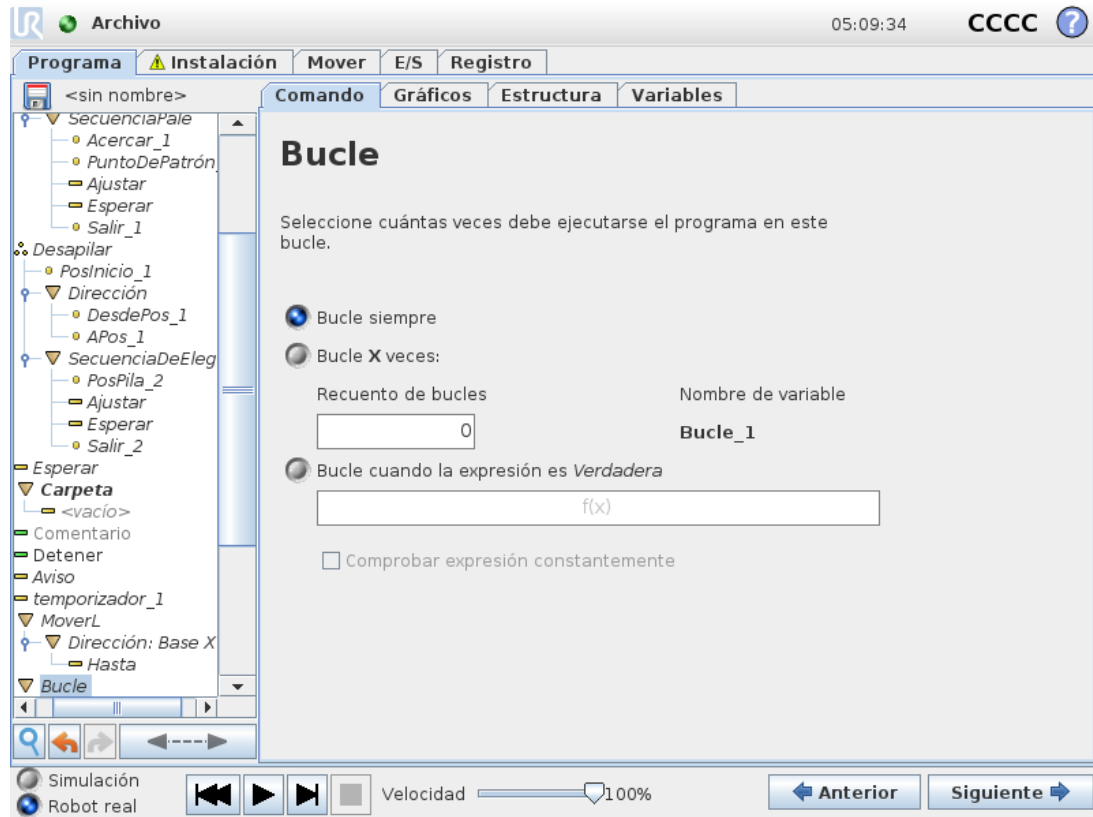 UR Archivo 05:09:34 CCCC ?
Programa Instalación Mover E/S Registro
<sin nombre>
Comando Gráficos Estructura Variables
SecuenciaPale
Acercar_1
PuntoDePatrón_
Ajustar
Esperar
Salir_1
Desapilar
PosInicio_1
Dirección
DesdePos_1
APos_1
SecuenciaDeEleg
PosPila_2
Ajustar
Esperar
Salir_2
Esperar
Carpeta
<vacío>
Comentario
Detener
Aviso
temporizador_1
MoverL
Dirección: Base X
Hasta
Bucle
Bucle
Seleccione cuántas veces debe ejecutarse el programa en este
bucle.
Bucle siempre
Bucle X veces:
Recuento de bucles Nombre de variable
0 Bucle_1
Bucle cuando la expresión es Verdadera
f(x)
Comprobar expresión constantemente
Simulación
Robot real
Velocidad 100%
Anterior Siguiente